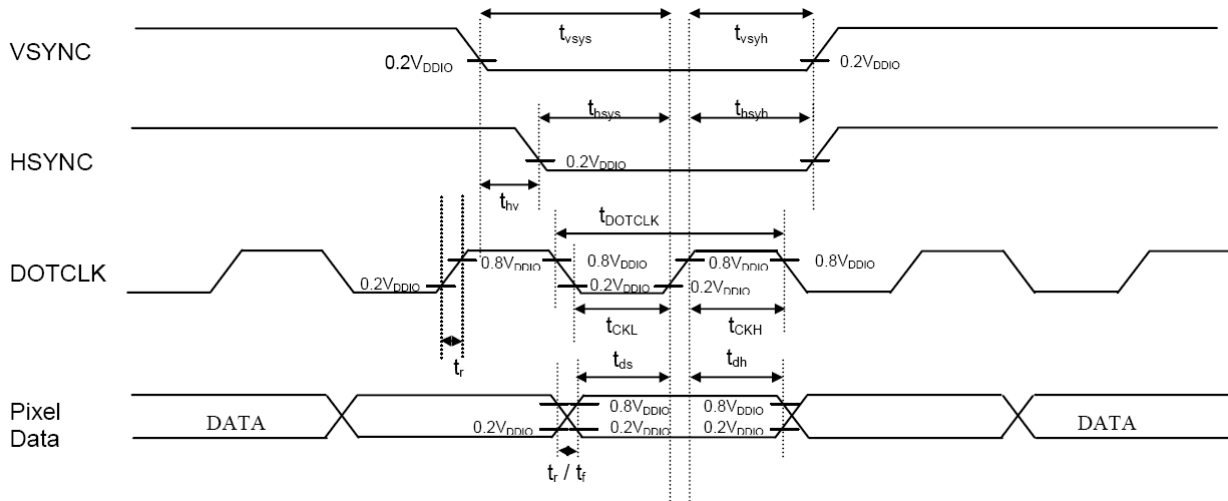 t_vsys t_vsyh
VSYNC
0.2V_DDIO 0.2V_DDIO
t_hsys t_hsyh
HSYNC
0.2V_DDIO
t_hv
t_DOTCLK
DOTCLK
0.8V_DDIO 0.8V_DDIO 0.8V_DDIO 0.8V_DDIO
0.2V_DDIO 0.2V_DDIO 0.2V_DDIO
t_CKL t_CKH
t_r t_ds t_dh
Pixel
Data
DATA 0.8V_DDIO 0.8V_DDIO DATA
0.2V_DDIO 0.2V_DDIO 0.2V_DDIO
t_r / t_f